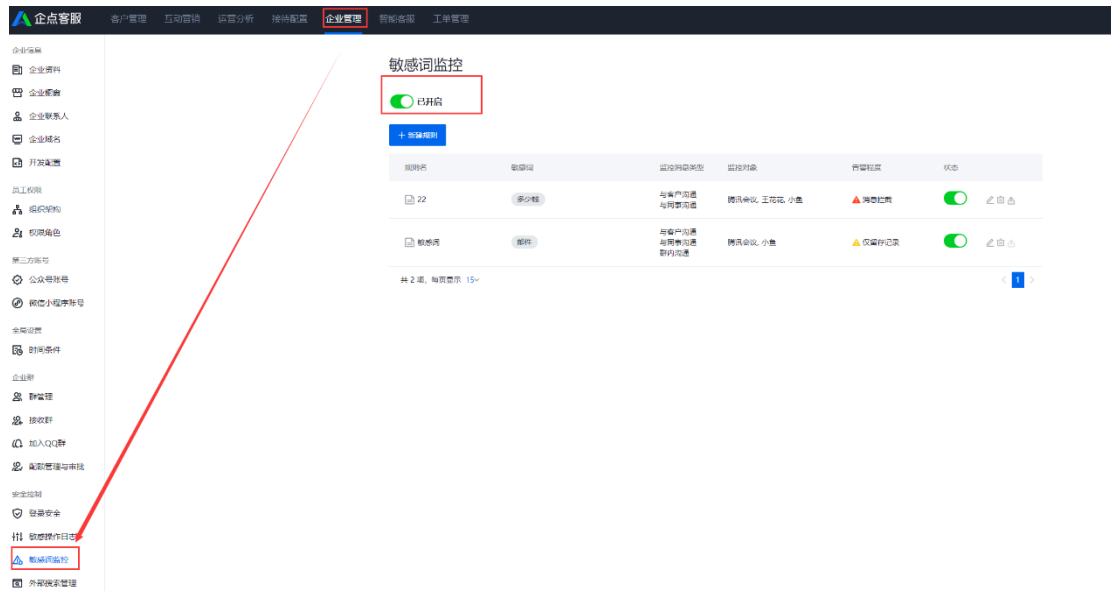 企点客服
客户管理 互动营销 运营分析 接待配置 企业管理 智能客服 工单管理
企业信息
企业资料
企业橱窗
企业联系人
企业域名
开发配置
员工权限
组织架构
权限角色
第三方账号
公众号账号
微信小程序账号
全局设置
时间条件
企业群
群管理
接收群
加入QQ群
配额管理与审批
安全控制
登录安全
敏感操作日志
敏感词监控
外部搜索管理
敏感词监控
已开启
+ 新建规则
规则名 敏感词 监控消息类型 监控对象 告警程度 状态
22 多少钱 与客户沟通 腾讯会议, 王花花, 小鱼 消息拦截
与同事沟通
敏感词 邮件 与客户沟通 腾讯会议, 小鱼 仅留存记录
与同事沟通
群内沟通
共 2 项, 每页显示 15
< 1 >